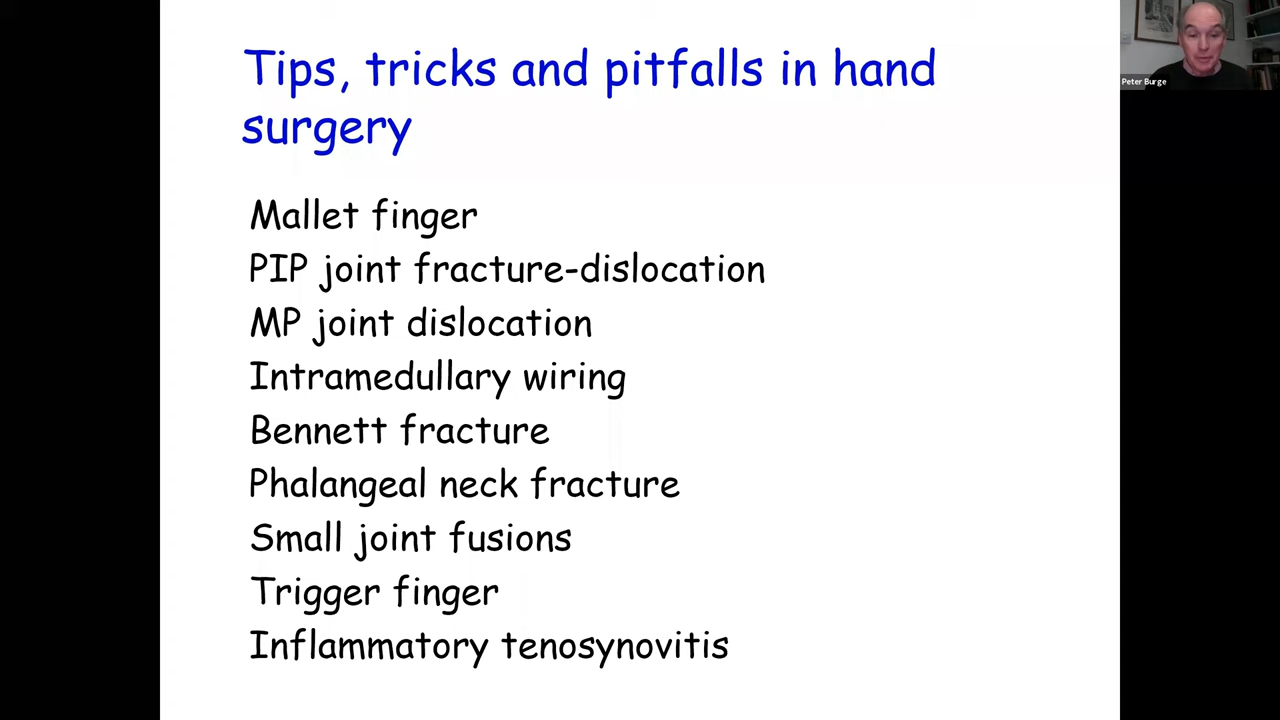 Tips, tricks and pitfalls in hand
surgery
Mallet finger
PIP joint fracture-dislocation
MP joint dislocation
Intramedullary wiring
Bennett fracture
Phalangeal neck fracture
Small joint fusions
Trigger finger
Inflammatory tenosynovitis
Peter Burge